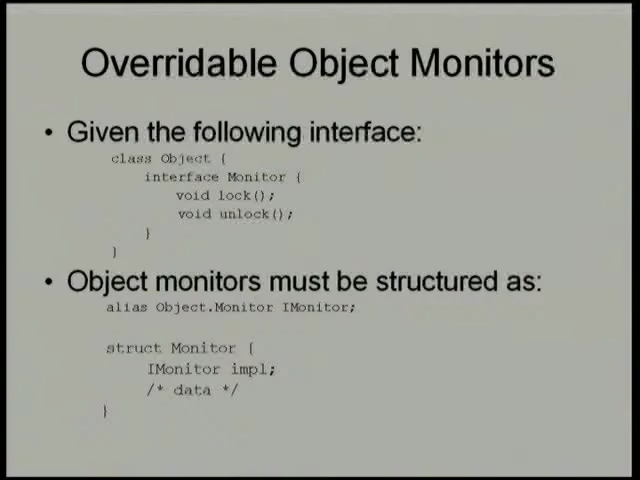 Overridable Object Monitors
• Given the following interface:
class Object {
interface Monitor {
void lock();
void unlock();
}
}
• Object monitors must be structured as:
alias Object.Monitor IMonitor;
struct Monitor {
IMonitor impl;
/* data */
}